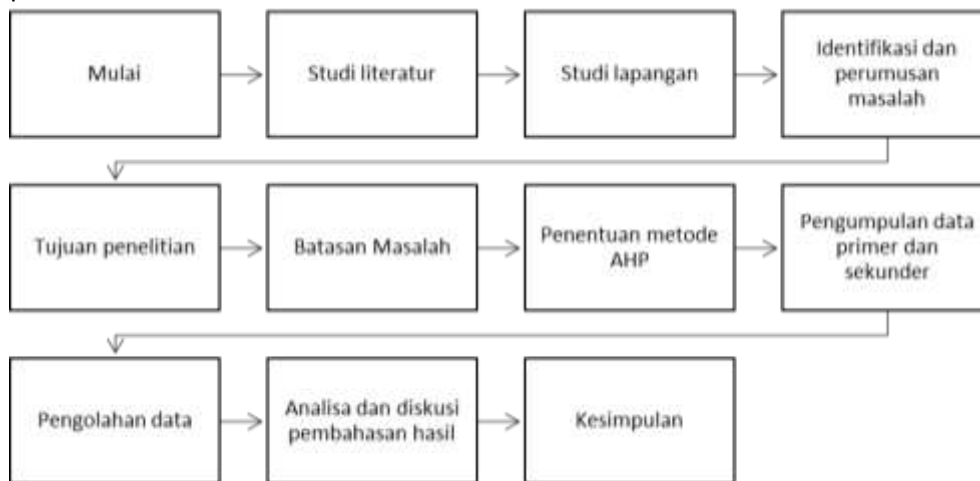 Mulai
Studi literatur
Studi lapangan
Identifikasi dan
perumusan
masalah
Tujuan penelitian
Batasan Masalah
Penentuan metode
AHP
Pengumpulan data
primer dan
sekunder
Pengolahan data
Analisa dan diskusi
pembahasan hasil
Kesimpulan